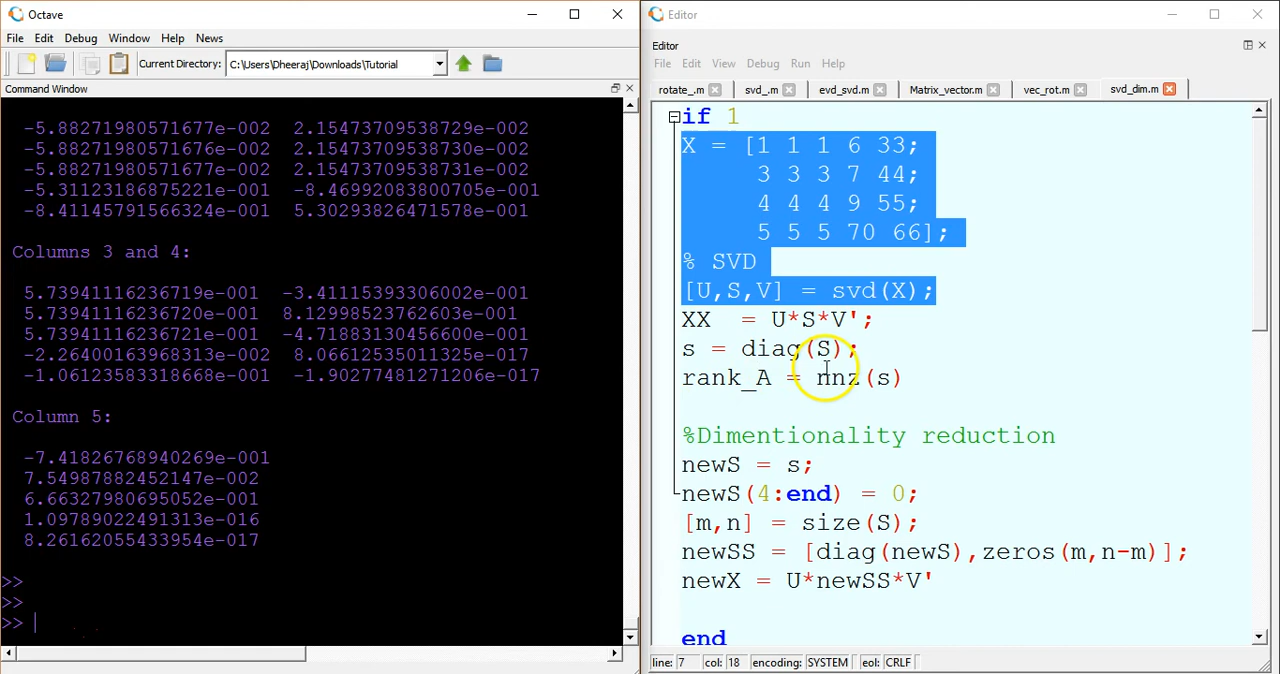 Octave
File Edit Debug Window Help News
Current Directory: C:\Users\Dheeraj\Downloads\Tutorial
Command Window
-5.88271980571677e-002 2.15473709538729e-002
-5.88271980571676e-002 2.15473709538730e-002
-5.88271980571677e-002 2.15473709538731e-002
-5.31123186875221e-001 -8.46992083800705e-001
-8.41145791566324e-001 5.30293826471578e-001
Columns 3 and 4:
5.73941116236719e-001 -3.41115393306002e-001
5.73941116236720e-001 8.12998523762603e-001
5.73941116236721e-001 -4.71883130456600e-001
-2.26400163968313e-002 8.06612535011325e-017
-1.06123583318668e-001 -1.90277481271206e-017
Column 5:
-7.41826768940269e-001
7.54987882452147e-002
6.66327980695052e-001
1.09789022491313e-016
8.26162055433954e-017
>>
>>
>>
Editor
Editor
File Edit View Debug Run Help
rotate_.m svd_.m evd_svd.m Matrix_vector.m vec_rot.m svd_dim.m
if 1
X = [1 1 1 6 33;
3 3 3 7 44;
4 4 4 9 55;
5 5 5 70 66];
% SVD
[U,S,V] = svd(X);
XX = U*S*V';
s = diag(S);
rank_A = nnz(s)
%Dimentionality reduction
newS = s;
newS(4:end) = 0;
[m,n] = size(S);
newSS = [diag(newS),zeros(m,n-m)];
newX = U*newSS*V'
end
line: 7 col: 18 encoding: SYSTEM eol: CRLF